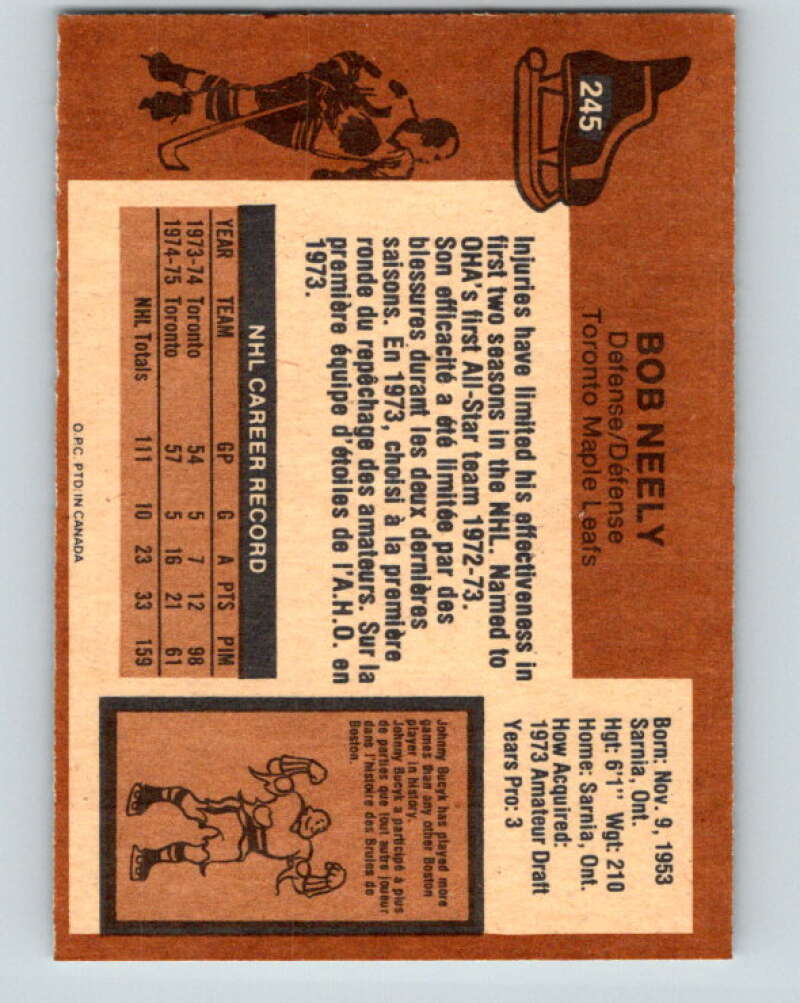 245
BOB NEELY
Defense/Défense
Toronto Maple Leafs
Born: Nov. 9, 1953
Sarnia, Ont.
Hgt: 6'1" Wgt: 210
Home: Sarnia, Ont.
How Acquired:
1973 Amateur Draft
Years Pro: 3
Injuries have limited his effectiveness in
first two seasons in the NHL. Named to
OHA's first All-Star team 1972-73.
Son efficacité a été limitée par des
blessures durant les deux dernières
saisons. En 1973, choisi à la première
ronde du repêchage des amateurs. Sur la
première équipe d'étoiles de l'A.H.O. en
1973.
NHL CAREER RECORD
YEAR TEAM GP G A PTS PIM
1973-74 Toronto 54 5 7 12 98
1974-75 Toronto 57 5 16 21 61
NHL Totals 111 10 23 33 159
Johnny Bucyk has played more
games than any other Boston
player in history.
Johnny Bucyk a participé à plus
de parties que tout autre joueur
dans l'histoire des Bruins de
Boston.
O.P.C. PTD. IN CANADA